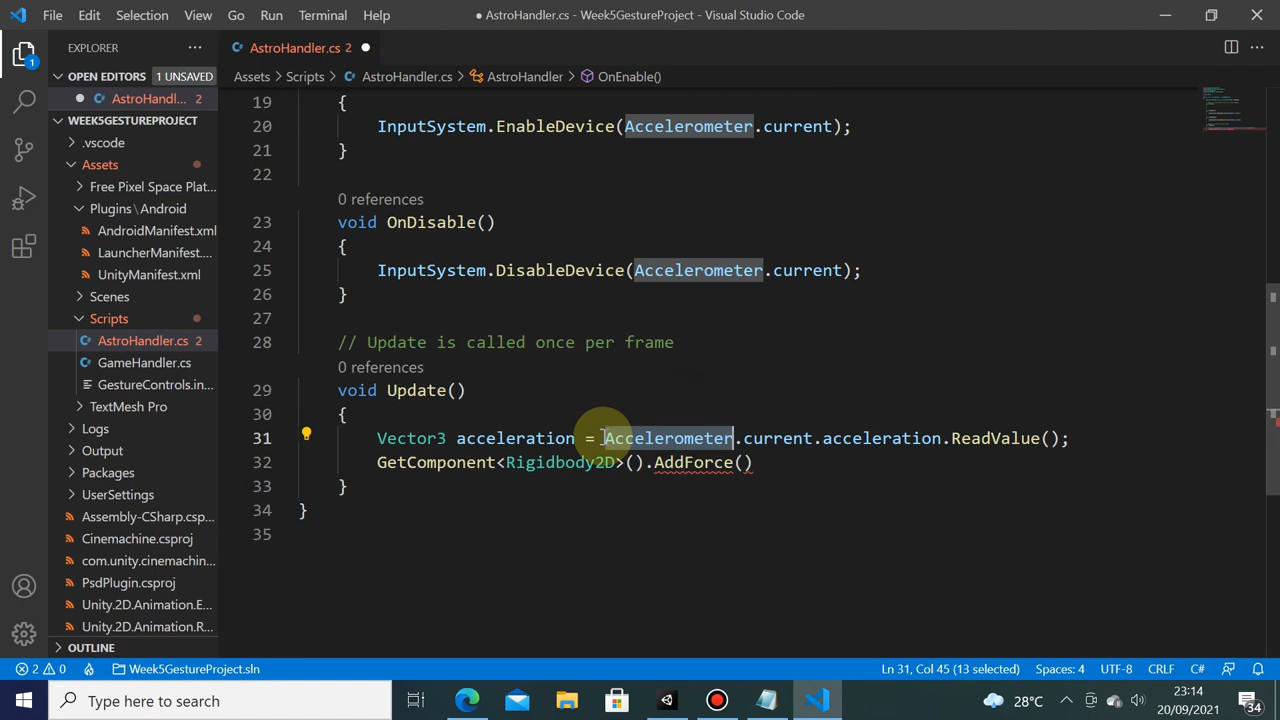 File Edit Selection View Go Run Terminal Help
● AstroHandler.cs - Week5GestureProject - Visual Studio Code
EXPLORER
AstroHandler.cs 2
OPEN EDITORS 1 UNSAVED
AstroHandl... 2
Assets > Scripts > AstroHandler.cs > AstroHandler > OnEnable()
WEEK5GESTUREPROJECT
.vscode
Assets
Free Pixel Space Plat...
Plugins\Android
AndroidManifest.xml
LauncherManifest....
UnityManifest.xml
Scenes
Scripts
AstroHandler.cs 2
GameHandler.cs
GestureControls.in...
TextMesh Pro
Logs
Output
Packages
UserSettings
Assembly-CSharp.csp...
Cinemachine.csproj
com.unity.cinemachin...
PsdPlugin.csproj
Unity.2D.Animation.E...
Unity.2D.Animation.R...
OUTLINE
19 {
20 InputSystem.EnableDevice(Accelerometer.current);
21 }
22
0 references
23 void OnDisable()
24 {
25 InputSystem.DisableDevice(Accelerometer.current);
26 }
27
28 // Update is called once per frame
0 references
29 void Update()
30 {
31 Vector3 acceleration = Accelerometer.current.acceleration.ReadValue();
32 GetComponent<Rigidbody2D>().AddForce()
33 }
34 }
35
1
2 0 Week5GestureProject.sln Ln 31, Col 45 (13 selected) Spaces: 4 UTF-8 CRLF C#
Type here to search
28°C
23:14
20/09/2021
34